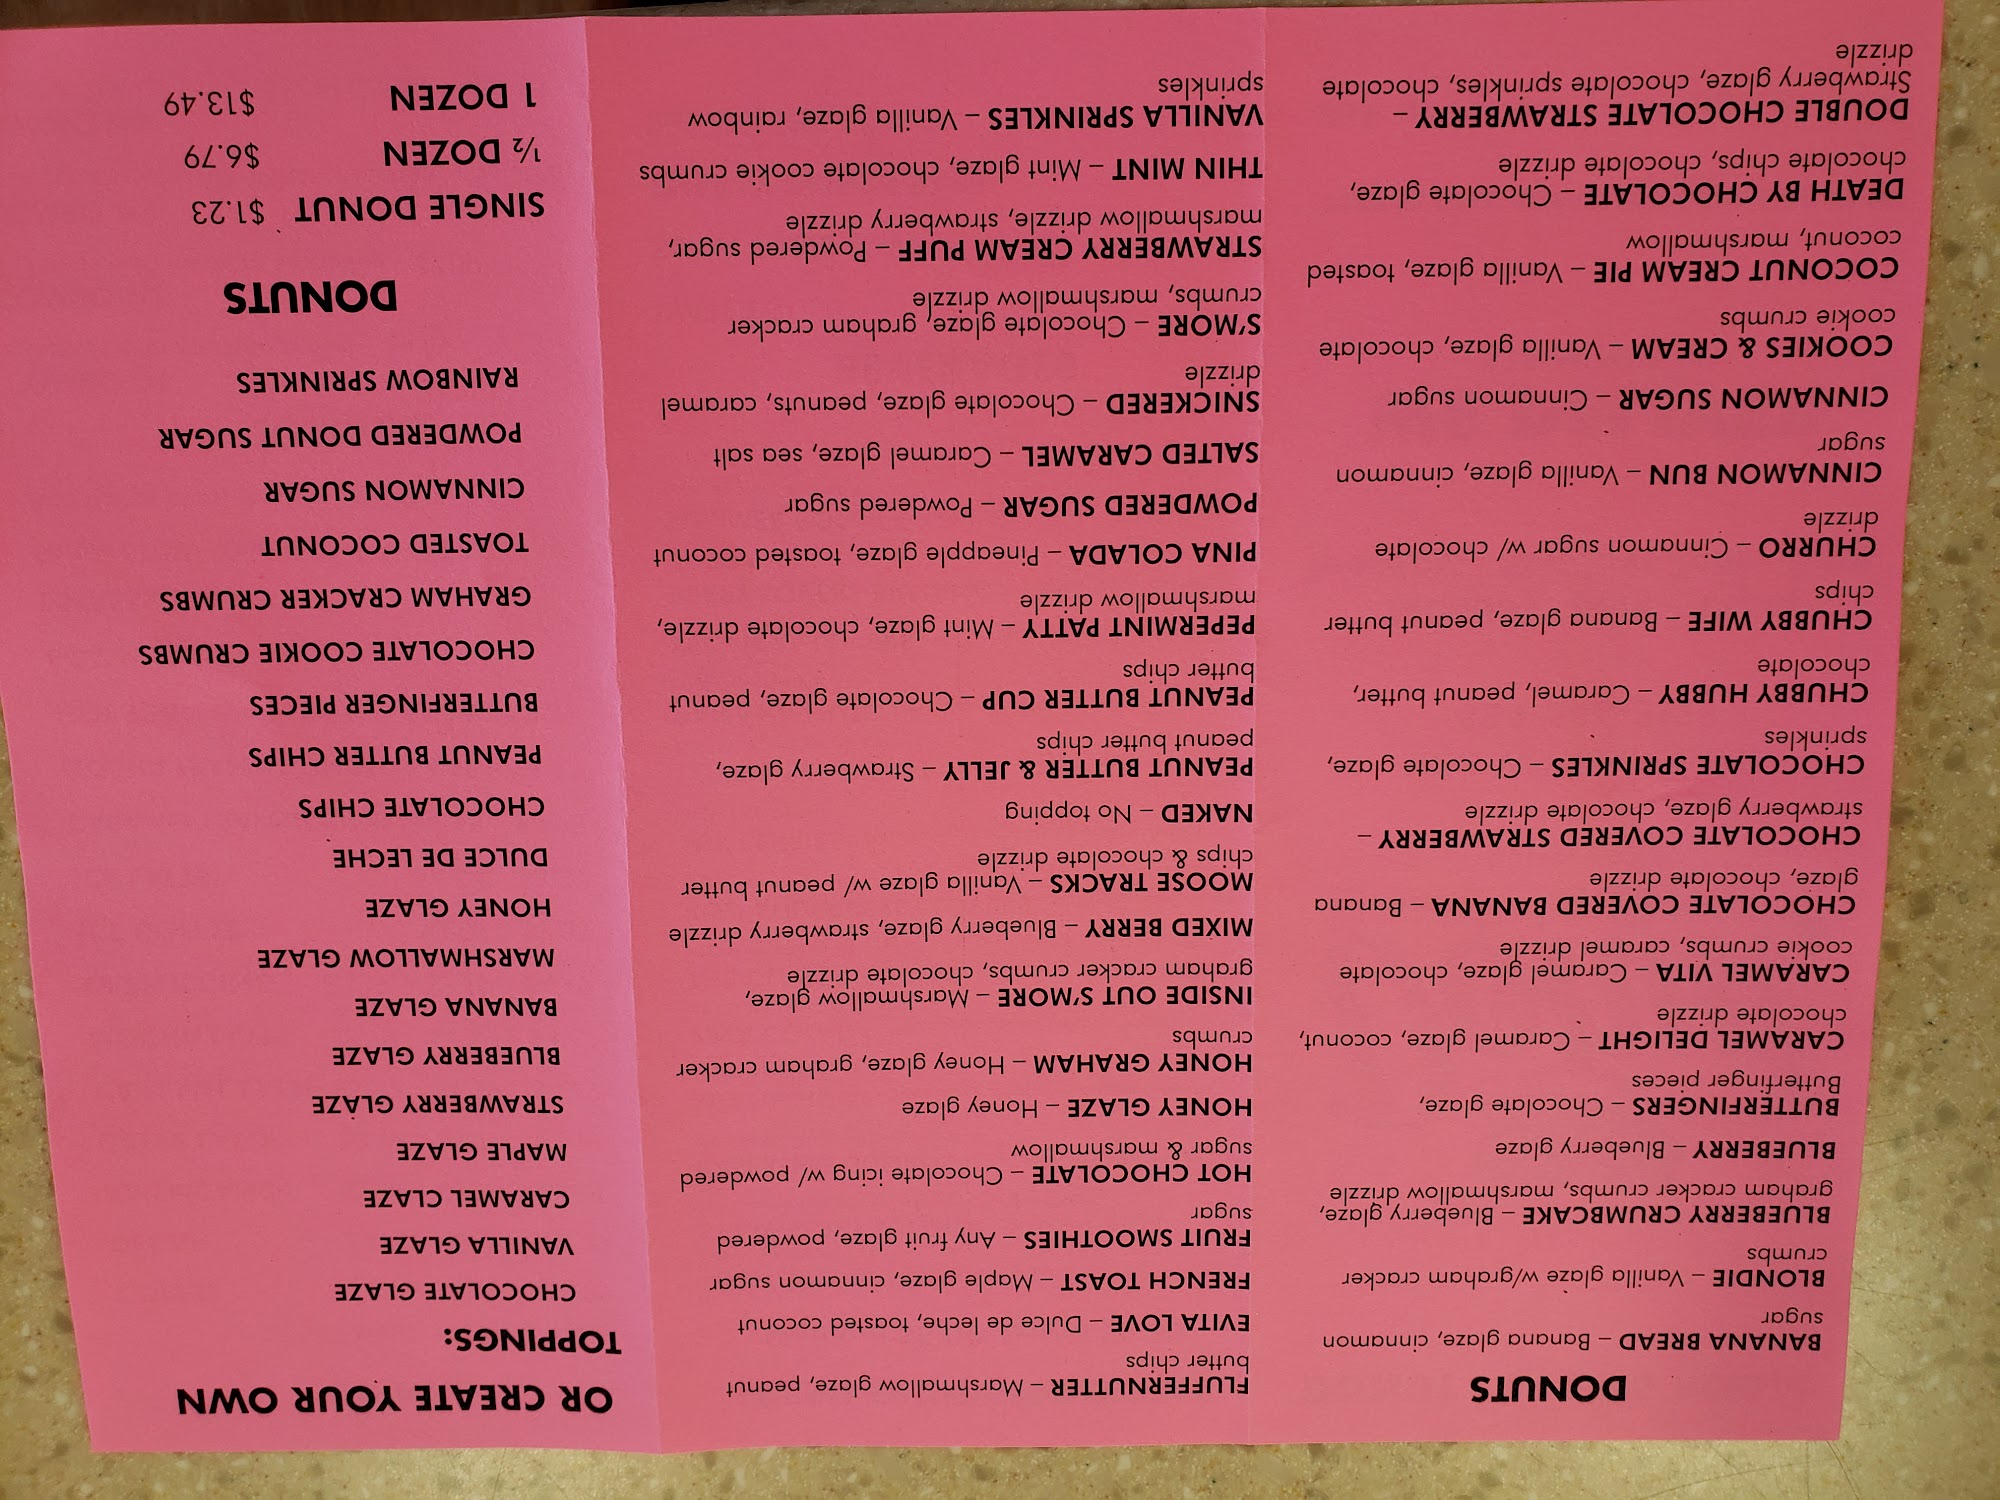 DONUTS
BANANA BREAD – Banana glaze, cinnamon
sugar
BLONDIE – Vanilla glaze w/graham cracker
crumbs
BLUEBERRY CRUMBCAKE – Blueberry glaze,
graham cracker crumbs, marshmallow drizzle
BLUEBERRY – Blueberry glaze
BUTTERFINGERS – Chocolate glaze,
Butterfinger pieces
CARAMEL DELIGHT – Caramel glaze, coconut,
chocolate drizzle
CARAMEL VITA – Caramel glaze, chocolate
cookie crumbs, caramel drizzle
CHOCOLATE COVERED BANANA – Banana
glaze, chocolate drizzle
CHOCOLATE COVERED STRAWBERRY –
strawberry glaze, chocolate drizzle
CHOCOLATE SPRINKLES – Chocolate glaze,
sprinkles
CHUBBY HUBBY – Caramel, peanut butter,
chocolate
CHUBBY WIFE – Banana glaze, peanut butter
chips
CHURRO – Cinnamon sugar w/ chocolate
drizzle
CINNAMON BUN – Vanilla glaze, cinnamon
sugar
CINNAMON SUGAR – Cinnamon sugar
COOKIES & CREAM – Vanilla glaze, chocolate
cookie crumbs
COCONUT CREAM PIE – Vanilla glaze, toasted
coconut, marshmallow
DEATH BY CHOCOLATE – Chocolate glaze,
chocolate chips, chocolate drizzle
DOUBLE CHOCOLATE STRAWBERRY –
Strawberry glaze, chocolate sprinkles, chocolate
drizzle
FLUFFERNUTTER – Marshmallow glaze, peanut
butter chips
EVITA LOVE – Dulce de leche, toasted coconut
FRENCH TOAST – Maple glaze, cinnamon sugar
FRUIT SMOOTHIES – Any fruit glaze, powdered
sugar
HOT CHOCOLATE – Chocolate icing w/ powdered
sugar & marshmallow
HONEY GLAZE – Honey glaze
HONEY GRAHAM – Honey glaze, graham cracker
crumbs
INSIDE OUT S'MORE – Marshmallow glaze,
graham cracker crumbs, chocolate drizzle
MIXED BERRY – Blueberry glaze, strawberry drizzle
MOOSE TRACKS – Vanilla glaze w/ peanut butter
chips & chocolate drizzle
NAKED – No topping
PEANUT BUTTER & JELLY – Strawberry glaze,
peanut butter chips
PEANUT BUTTER CUP – Chocolate glaze, peanut
butter chips
PEPERMINT PATTY – Mint glaze, chocolate drizzle,
marshmallow drizzle
PINA COLADA – Pineapple glaze, toasted coconut
POWDERED SUGAR – Powdered sugar
SALTED CARAMEL – Caramel glaze, sea salt
SNICKERED – Chocolate glaze, peanuts, caramel
drizzle
S'MORE – Chocolate glaze, graham cracker
crumbs, marshmallow drizzle
STRAWBERRY CREAM PUFF – Powdered sugar,
marshmallow drizzle, strawberry drizzle
THIN MINT – Mint glaze, chocolate cookie crumbs
VANILLA SPRINKLES – Vanilla glaze, rainbow
sprinkles
OR CREATE YOUR OWN
TOPPINGS:
CHOCOLATE GLAZE
VANILLA GLAZE
CARAMEL GLAZE
MAPLE GLAZE
STRAWBERRY GLAZE
BLUEBERRY GLAZE
BANANA GLAZE
MARSHMALLOW GLAZE
HONEY GLAZE
DULCE DE LECHE
CHOCOLATE CHIPS
PEANUT BUTTER CHIPS
BUTTERFINGER PIECES
CHOCOLATE COOKIE CRUMBS
GRAHAM CRACKER CRUMBS
TOASTED COCONUT
CINNAMON SUGAR
POWDERED DONUT SUGAR
RAINBOW SPRINKLES
DONUTS
SINGLE DONUT $1.23
½ DOZEN $6.79
1 DOZEN $13.49